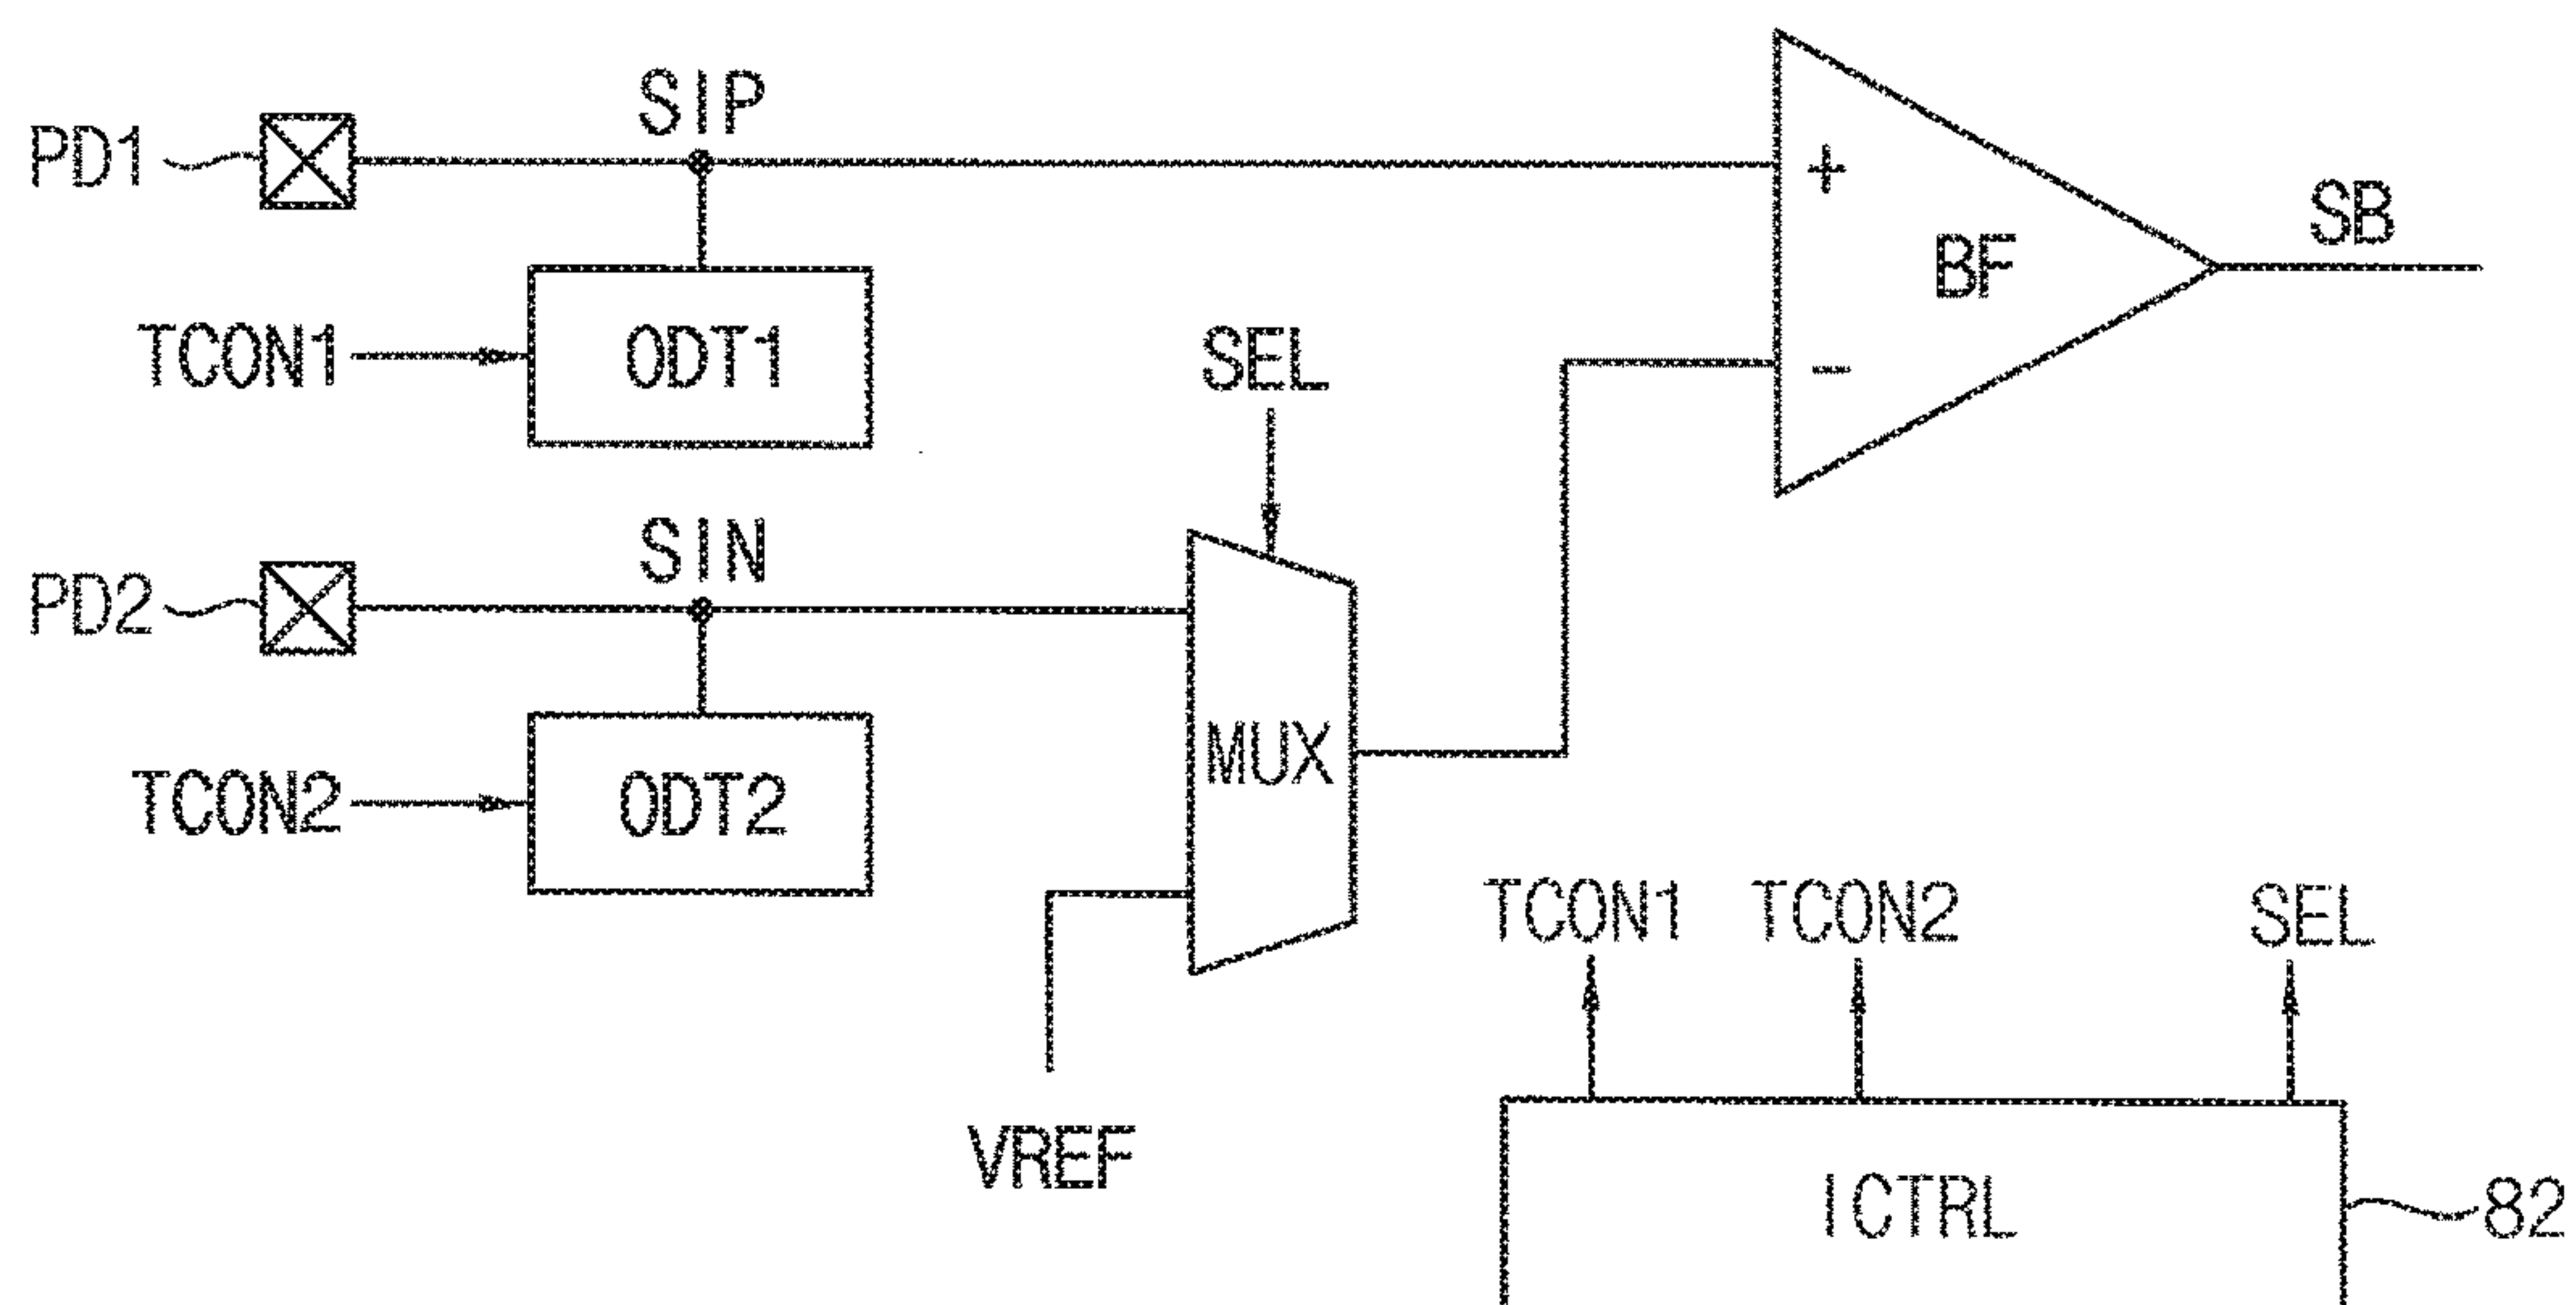 SIP
PD1
+
BF
SB
TCON1
ODT1
SEL
-
SIN
PD2
MUX
TCON2
ODT2
TCON1
TCON2
SEL
VREF
ICTRL
82